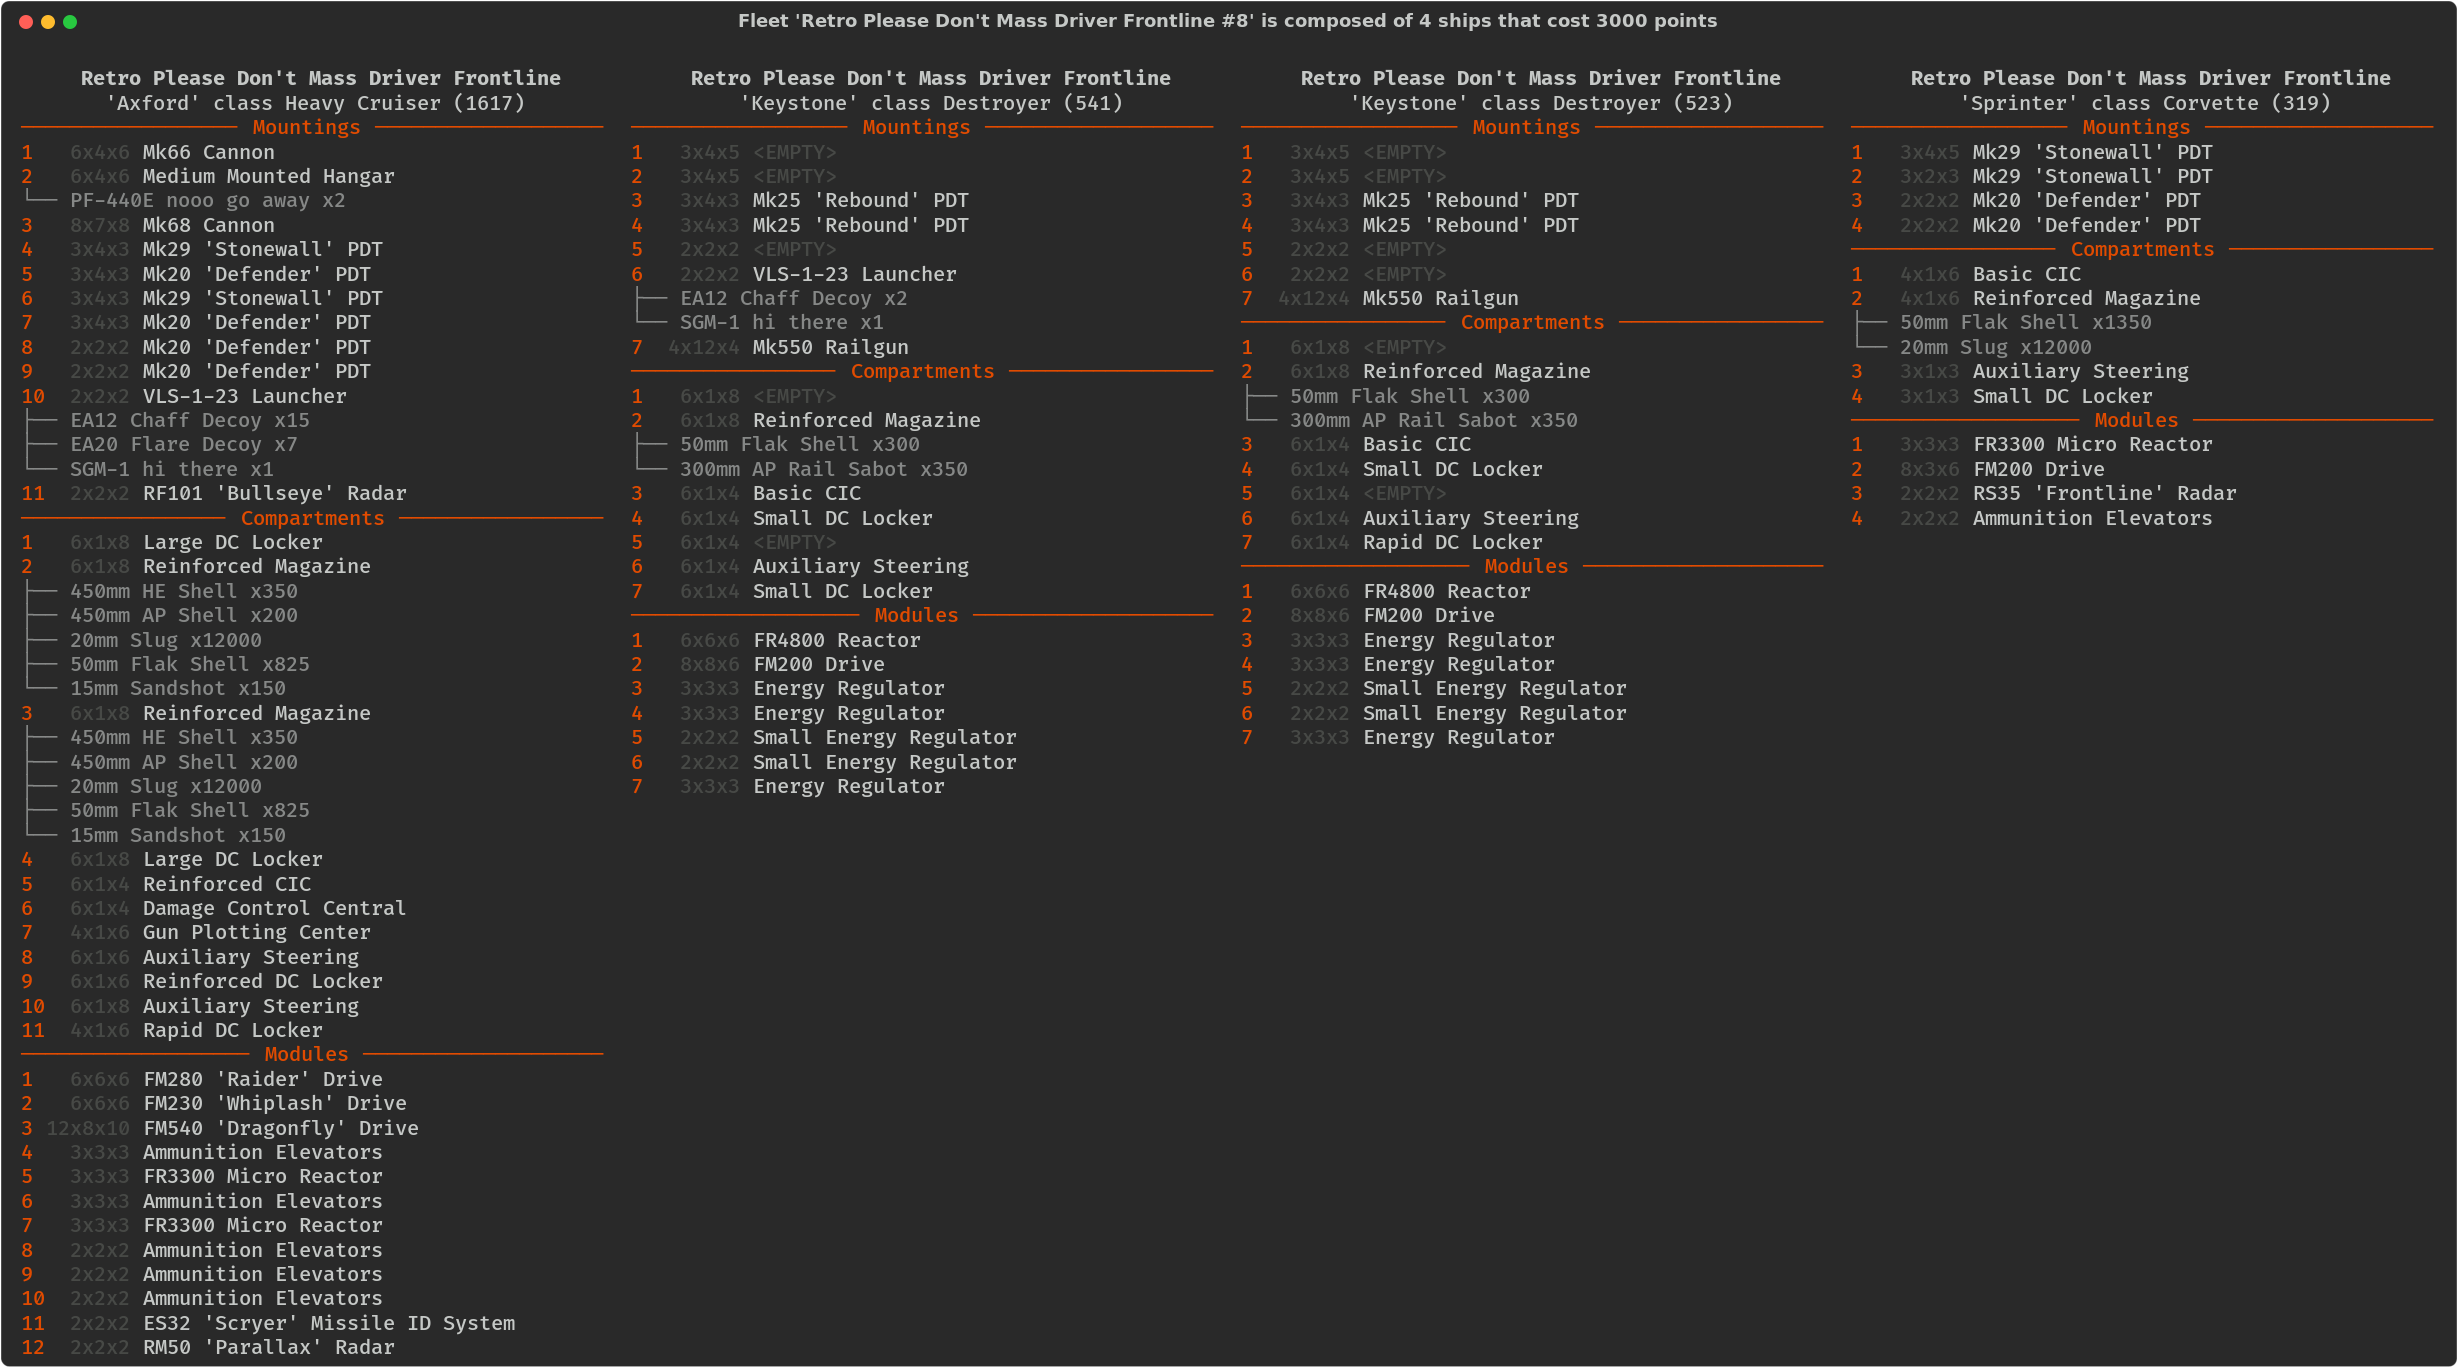 Fleet 'Retro Please Don't Mass Driver Frontline #8' is composed of 4 ships that cost 3000 points
Retro Please Don't Mass Driver Frontline
'Axford' class Heavy Cruiser (1617)
Mountings
1 6x4x6 Mk66 Cannon
2 6x4x6 Medium Mounted Hangar
PF-440E nooo go away x2
3 8x7x8 Mk68 Cannon
4 3x4x3 Mk29 'Stonewall' PDT
5 3x4x3 Mk20 'Defender' PDT
6 3x4x3 Mk29 'Stonewall' PDT
7 3x4x3 Mk20 'Defender' PDT
8 2x2x2 Mk20 'Defender' PDT
9 2x2x2 Mk20 'Defender' PDT
10 2x2x2 VLS-1-23 Launcher
EA12 Chaff Decoy x15
EA20 Flare Decoy x7
SGM-1 hi there x1
11 2x2x2 RF101 'Bullseye' Radar
Compartments
1 6x1x8 Large DC Locker
2 6x1x8 Reinforced Magazine
450mm HE Shell x350
450mm AP Shell x200
20mm Slug x12000
50mm Flak Shell x825
15mm Sandshot x150
3 6x1x8 Reinforced Magazine
450mm HE Shell x350
450mm AP Shell x200
20mm Slug x12000
50mm Flak Shell x825
15mm Sandshot x150
4 6x1x8 Large DC Locker
5 6x1x4 Reinforced CIC
6 6x1x4 Damage Control Central
7 4x1x6 Gun Plotting Center
8 6x1x6 Auxiliary Steering
9 6x1x6 Reinforced DC Locker
10 6x1x8 Auxiliary Steering
11 4x1x6 Rapid DC Locker
Modules
1 6x6x6 FM280 'Raider' Drive
2 6x6x6 FM230 'Whiplash' Drive
3 12x8x10 FM540 'Dragonfly' Drive
4 3x3x3 Ammunition Elevators
5 3x3x3 FR3300 Micro Reactor
6 3x3x3 Ammunition Elevators
7 3x3x3 FR3300 Micro Reactor
8 2x2x2 Ammunition Elevators
9 2x2x2 Ammunition Elevators
10 2x2x2 Ammunition Elevators
11 2x2x2 ES32 'Scryer' Missile ID System
12 2x2x2 RM50 'Parallax' Radar
Retro Please Don't Mass Driver Frontline
'Keystone' class Destroyer (541)
Mountings
1 3x4x5 <EMPTY>
2 3x4x5 <EMPTY>
3 3x4x3 Mk25 'Rebound' PDT
4 3x4x3 Mk25 'Rebound' PDT
5 2x2x2 <EMPTY>
6 2x2x2 VLS-1-23 Launcher
EA12 Chaff Decoy x2
SGM-1 hi there x1
7 4x12x4 Mk550 Railgun
Compartments
1 6x1x8 <EMPTY>
2 6x1x8 Reinforced Magazine
50mm Flak Shell x300
300mm AP Rail Sabot x350
3 6x1x4 Basic CIC
4 6x1x4 Small DC Locker
5 6x1x4 <EMPTY>
6 6x1x4 Auxiliary Steering
7 6x1x4 Small DC Locker
Modules
1 6x6x6 FR4800 Reactor
2 8x8x6 FM200 Drive
3 3x3x3 Energy Regulator
4 3x3x3 Energy Regulator
5 2x2x2 Small Energy Regulator
6 2x2x2 Small Energy Regulator
7 3x3x3 Energy Regulator
Retro Please Don't Mass Driver Frontline
'Keystone' class Destroyer (523)
Mountings
1 3x4x5 <EMPTY>
2 3x4x5 <EMPTY>
3 3x4x3 Mk25 'Rebound' PDT
4 3x4x3 Mk25 'Rebound' PDT
5 2x2x2 <EMPTY>
6 2x2x2 <EMPTY>
7 4x12x4 Mk550 Railgun
Compartments
1 6x1x8 <EMPTY>
2 6x1x8 Reinforced Magazine
50mm Flak Shell x300
300mm AP Rail Sabot x350
3 6x1x4 Basic CIC
4 6x1x4 Small DC Locker
5 6x1x4 <EMPTY>
6 6x1x4 Auxiliary Steering
7 6x1x4 Rapid DC Locker
Modules
1 6x6x6 FR4800 Reactor
2 8x8x6 FM200 Drive
3 3x3x3 Energy Regulator
4 3x3x3 Energy Regulator
5 2x2x2 Small Energy Regulator
6 2x2x2 Small Energy Regulator
7 3x3x3 Energy Regulator
Retro Please Don't Mass Driver Frontline
'Sprinter' class Corvette (319)
Mountings
1 3x4x5 Mk29 'Stonewall' PDT
2 3x2x3 Mk29 'Stonewall' PDT
3 2x2x2 Mk20 'Defender' PDT
4 2x2x2 Mk20 'Defender' PDT
Compartments
1 4x1x6 Basic CIC
2 4x1x6 Reinforced Magazine
50mm Flak Shell x1350
20mm Slug x12000
3 3x1x3 Auxiliary Steering
4 3x1x3 Small DC Locker
Modules
1 3x3x3 FR3300 Micro Reactor
2 8x3x6 FM200 Drive
3 2x2x2 RS35 'Frontline' Radar
4 2x2x2 Ammunition Elevators